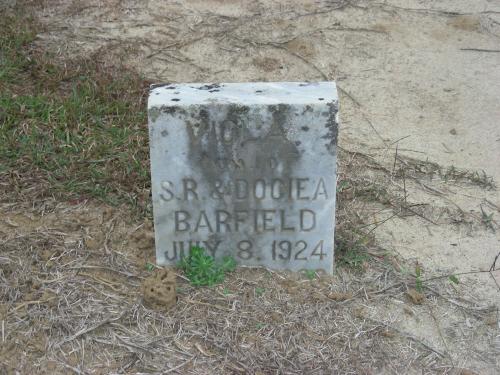 VIOLA
S.R. & DOCIEA
BARFIELD
JULY 8. 1924